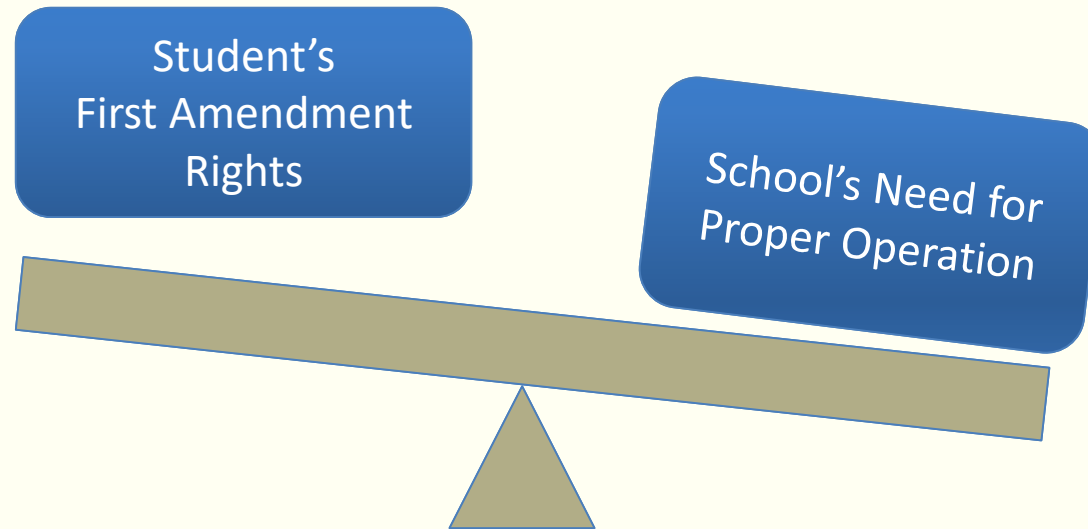 Student’s
First Amendment
Rights
School’s Need for
Proper Operation